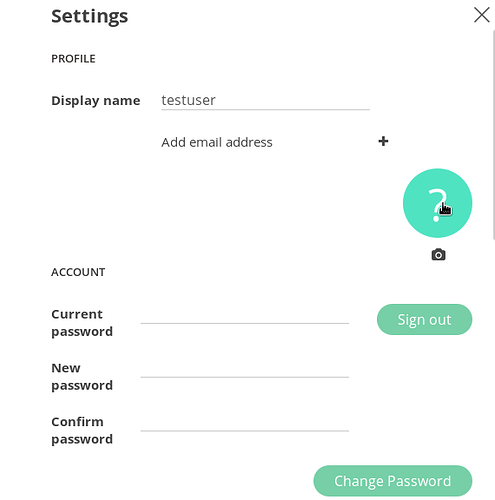 Settings
PROFILE
Display name testuser
Add email address +
?
ACCOUNT
Current
password
Sign out
New
password
Confirm
password
Change Password